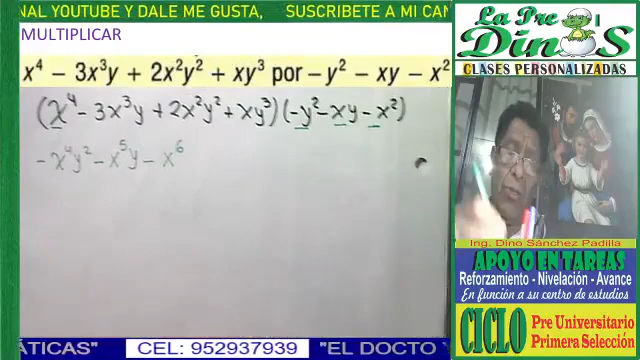 NAL YOUTUBE Y DALE ME GUSTA, SUSCRIBETE A MI CAN
MULTIPLICAR
x⁴ − 3x³y + 2x²y² + xy³ por −y² − xy − x²
(x⁴ − 3x³y + 2x²y² + xy³)(−y² − xy − x²)
−x⁴y² − x⁵y − x⁶
La Pre
DinoS
CLASES PERSONALIZADAS
Ing. Dino Sánchez Padilla
APOYO EN TAREAS
Reforzamiento - Nivelación - Avance
En función a su centro de estudios
CICLO Pre Universitario
Primera Selección
ÁTICAS" CEL: 952937939 "EL DOCTO Y